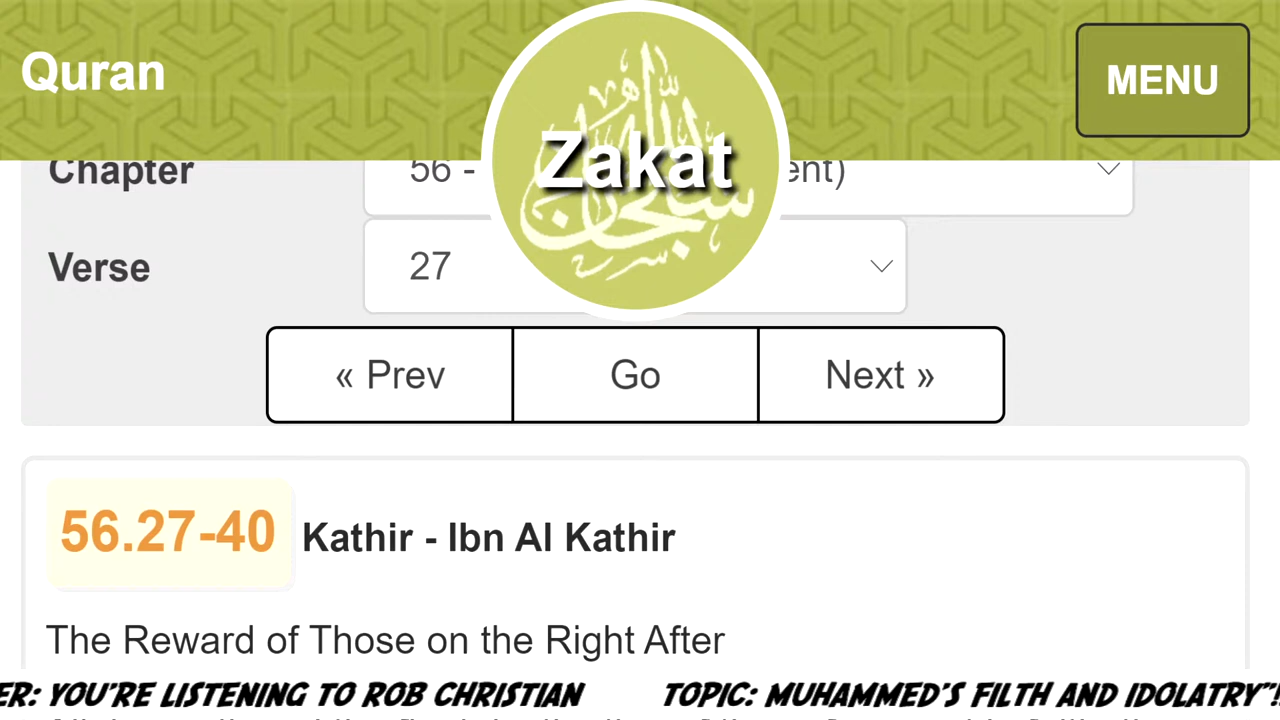 Quran
MENU
Zakat
Chapter 56 - ent)
Verse 27
« Prev Go Next »
56.27-40 Kathir - Ibn Al Kathir
The Reward of Those on the Right After
ER: YOU'RE LISTENING TO ROB CHRISTIAN TOPIC: MUHAMMED'S FILTH AND IDOLATRY"!